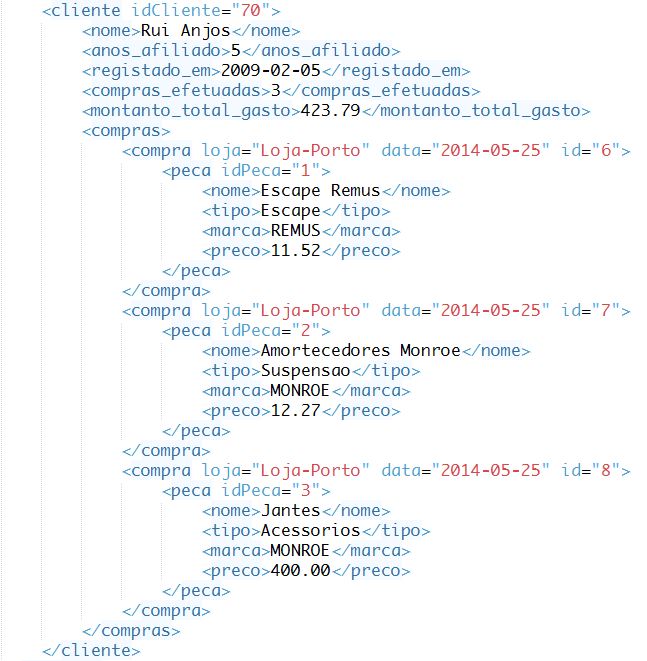 <cliente idCliente="70">
<nome>Rui Anjos</nome>
<anos_afiliado>5</anos_afiliado>
<registado_em>2009-02-05</registado_em>
<compras_efetuadas>3</compras_efetuadas>
<montanto_total_gasto>423.79</montanto_total_gasto>
<compras>
<compra loja="Loja-Porto" data="2014-05-25" id="6">
<peca idPeca="1">
<nome>Escape Remus</nome>
<tipo>Escape</tipo>
<marca>REMUS</marca>
<preco>11.52</preco>
</peca>
</compra>
<compra loja="Loja-Porto" data="2014-05-25" id="7">
<peca idPeca="2">
<nome>Amortecedores Monroe</nome>
<tipo>Suspensao</tipo>
<marca>MONROE</marca>
<preco>12.27</preco>
</peca>
</compra>
<compra loja="Loja-Porto" data="2014-05-25" id="8">
<peca idPeca="3">
<nome>Jantes</nome>
<tipo>Acessorios</tipo>
<marca>MONROE</marca>
<preco>400.00</preco>
</peca>
</compra>
</compras>
</cliente>